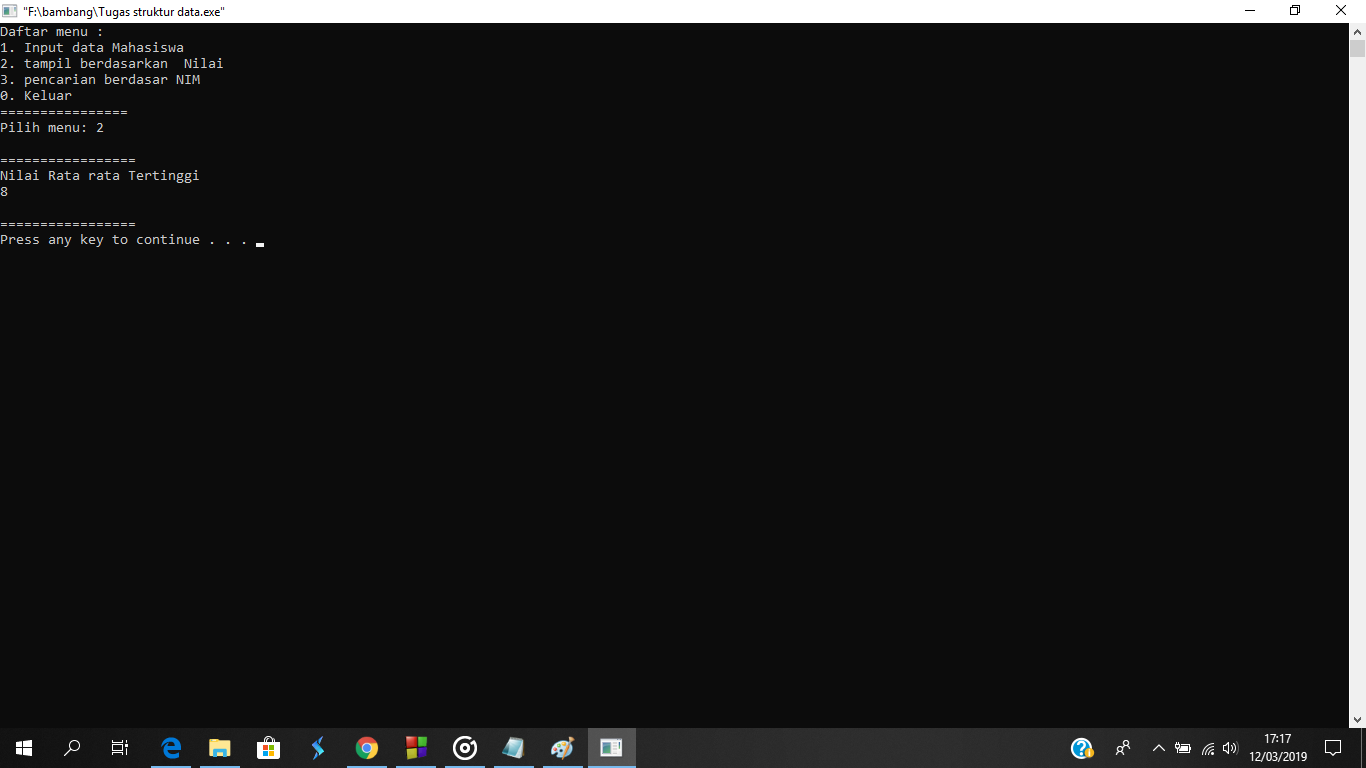 "F:\bambang\Tugas struktur data.exe"
Daftar menu :
1. Input data Mahasiswa
2. tampil berdasarkan  Nilai
3. pencarian berdasar NIM
0. Keluar
================
Pilih menu: 2
=================
Nilai Rata rata Tertinggi
8
=================
Press any key to continue . . .
17:17
12/03/2019